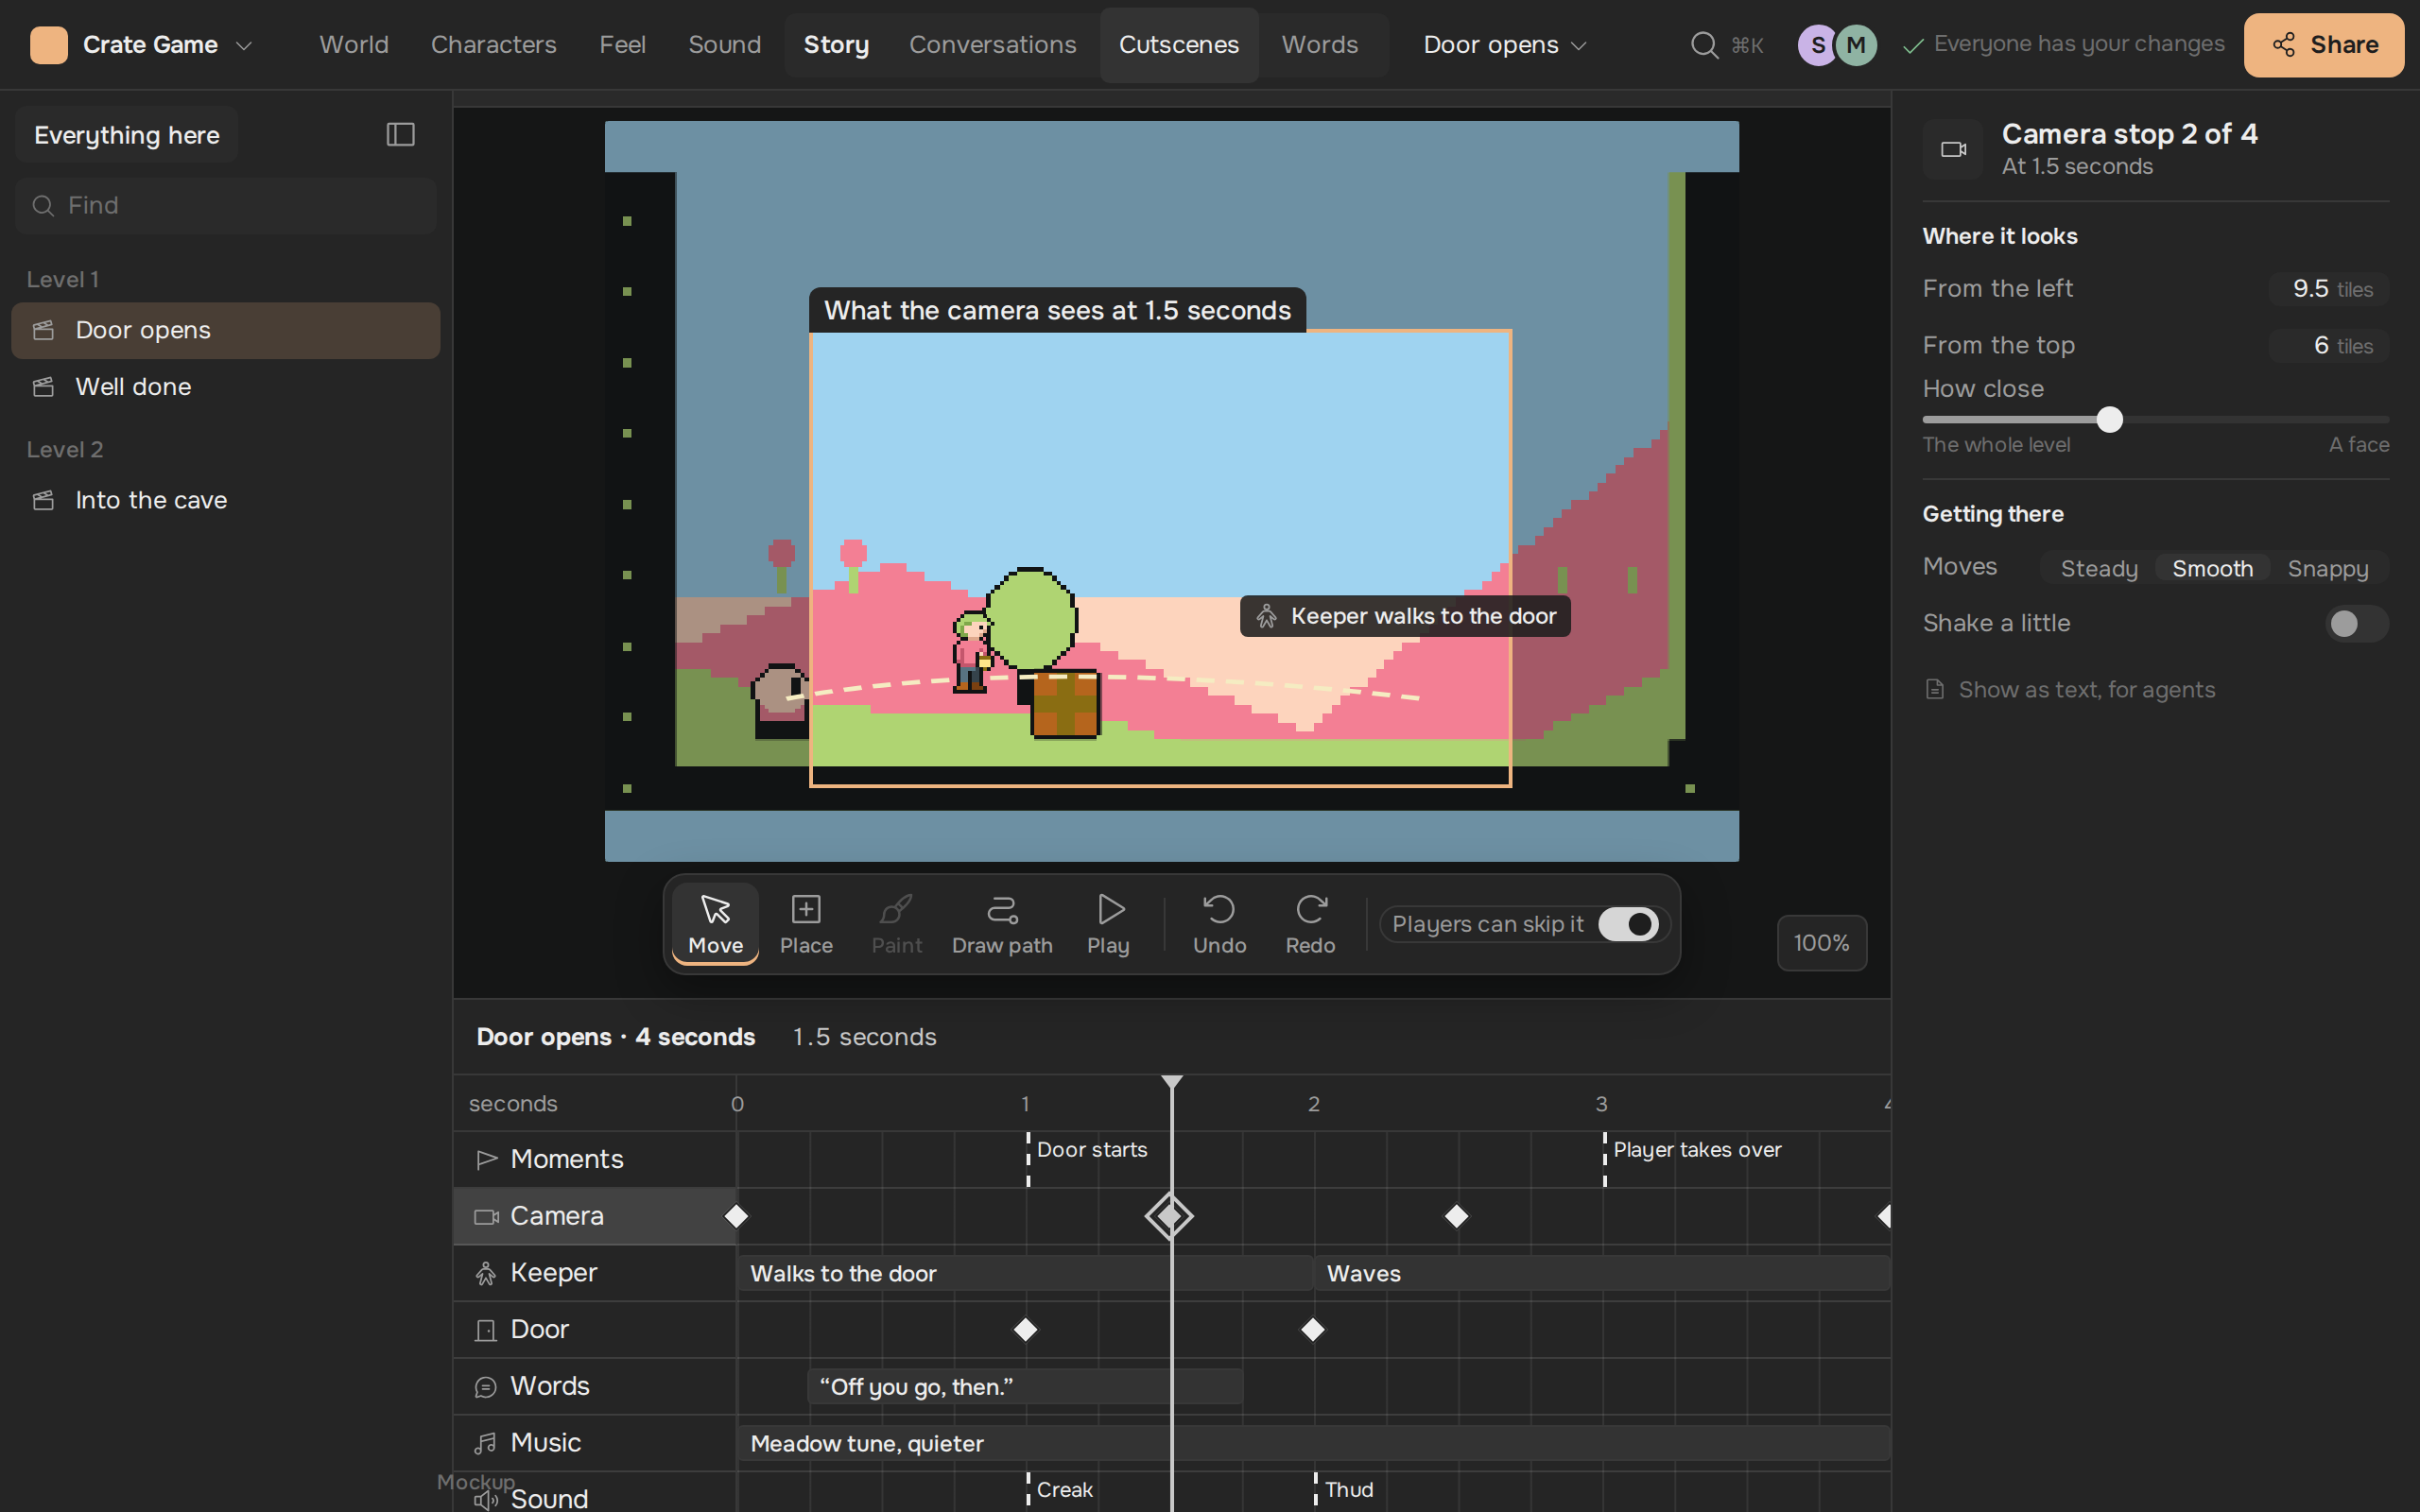 Crate Game
World
Characters
Feel
Sound
Story
Conversations
Cutscenes
Words
Door opens
⌘K
S
M
Everyone has your changes
Share
Everything here
Find
Level 1
Door opens
Well done
Level 2
Into the cave
What the camera sees at 1.5 seconds
Keeper walks to the door
Move
Place
Paint
Draw path
Play
Undo
Redo
Players can skip it
100%
Camera stop 2 of 4
At 1.5 seconds
Where it looks
From the left
9.5 tiles
From the top
6 tiles
How close
The whole level
A face
Getting there
Moves
Steady
Smooth
Snappy
Shake a little
Show as text, for agents
Door opens · 4 seconds
1.5 seconds
seconds
0
1
2
3
4
Moments
Door starts
Player takes over
Camera
Keeper
Walks to the door
Waves
Door
Words
“Off you go, then.”
Music
Meadow tune, quieter
Mockup
Sound
Creak
Thud